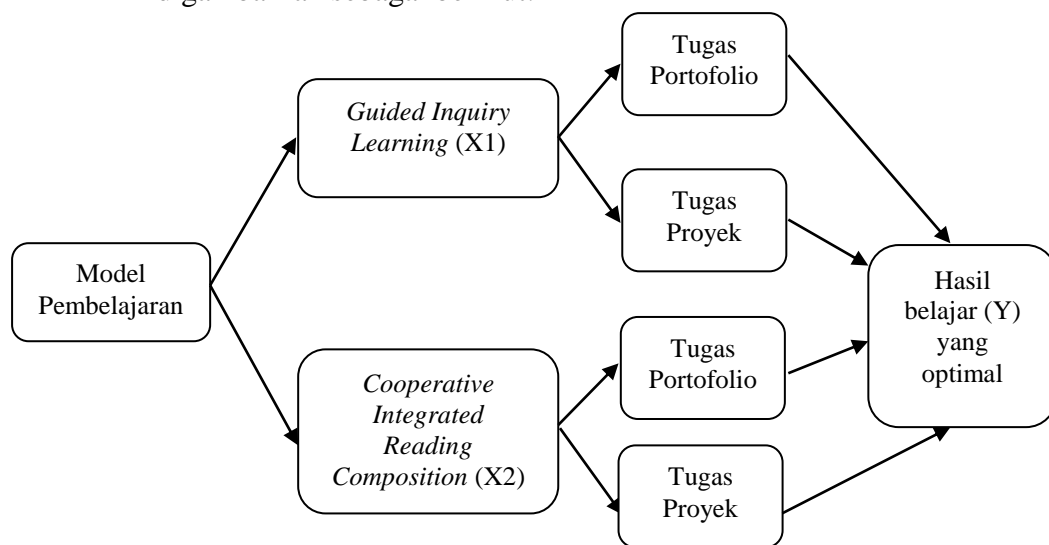 Tugas
Portofolio
Guided Inquiry
Learning (X1)
Tugas
Proyek
Model
Pembelajaran
Hasil
belajar (Y)
yang
optimal
Tugas
Portofolio
Cooperative
Integrated
Reading
Composition (X2)
Tugas
Proyek